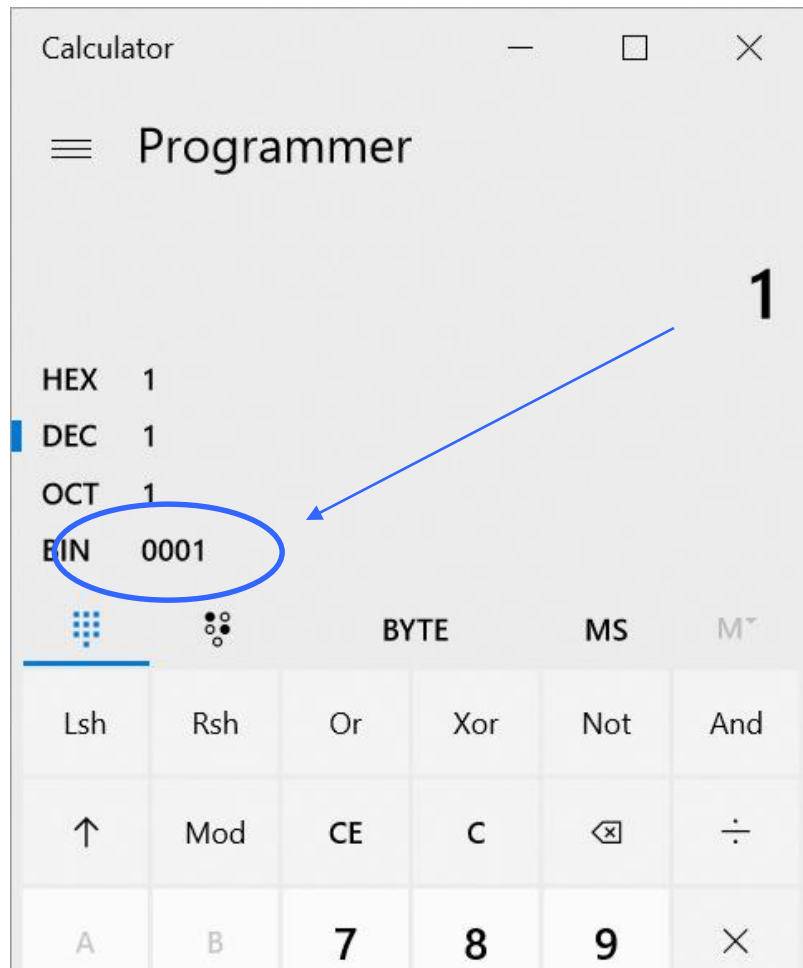 Calculator
Programmer
1
HEX 1
DEC 1
OCT 1
BIN 0001
BYTE MS M
Lsh Rsh Or Xor Not And
↑ Mod CE C ÷
A B 7 8 9 ×